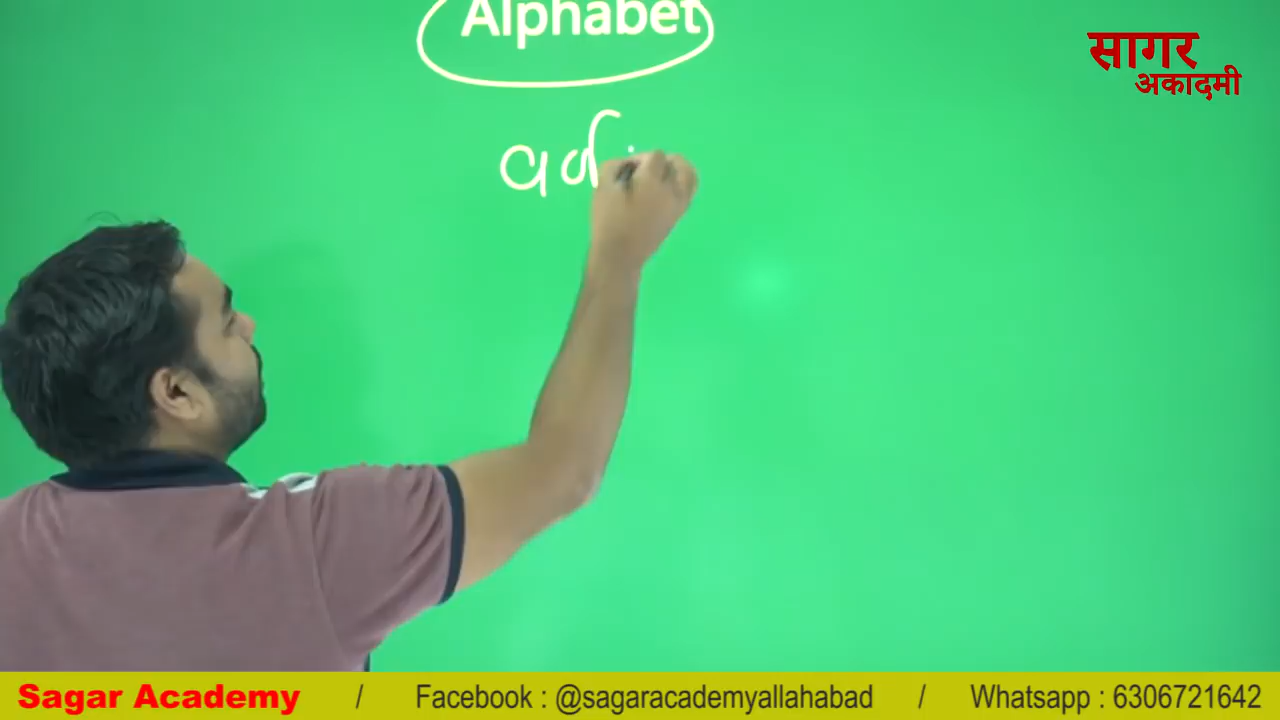 Alphabet
सागर
अकादमी
Sagar Academy / Facebook : @sagaracademyallahabad / Whatsapp : 6306721642